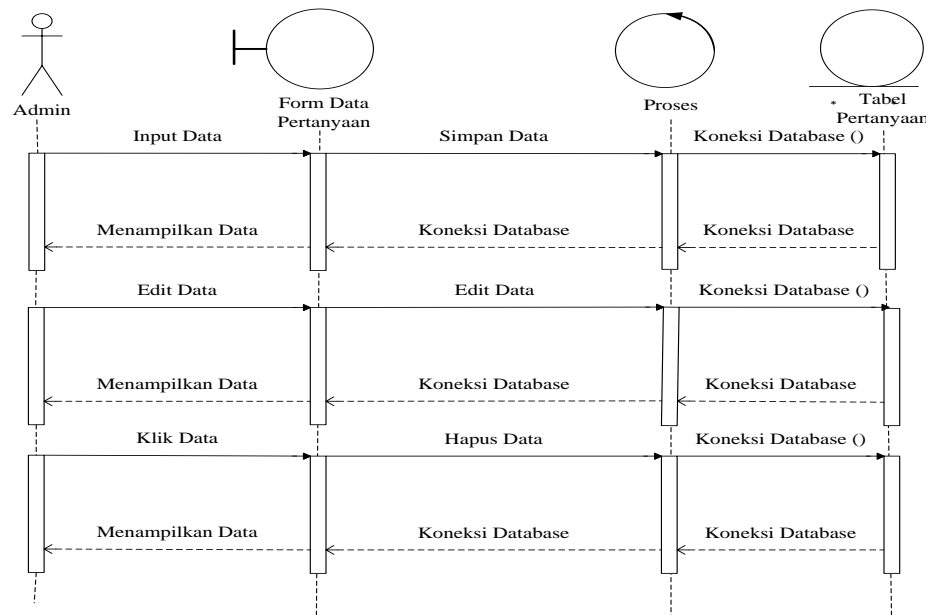 Admin
Form Data
Pertanyaan
Proses
* Tabel
Pertanyaan
Input Data
Simpan Data
Koneksi Database ()
Menampilkan Data
Koneksi Database
Koneksi Database
Edit Data
Edit Data
Koneksi Database ()
Menampilkan Data
Koneksi Database
Koneksi Database
Klik Data
Hapus Data
Koneksi Database ()
Menampilkan Data
Koneksi Database
Koneksi Database